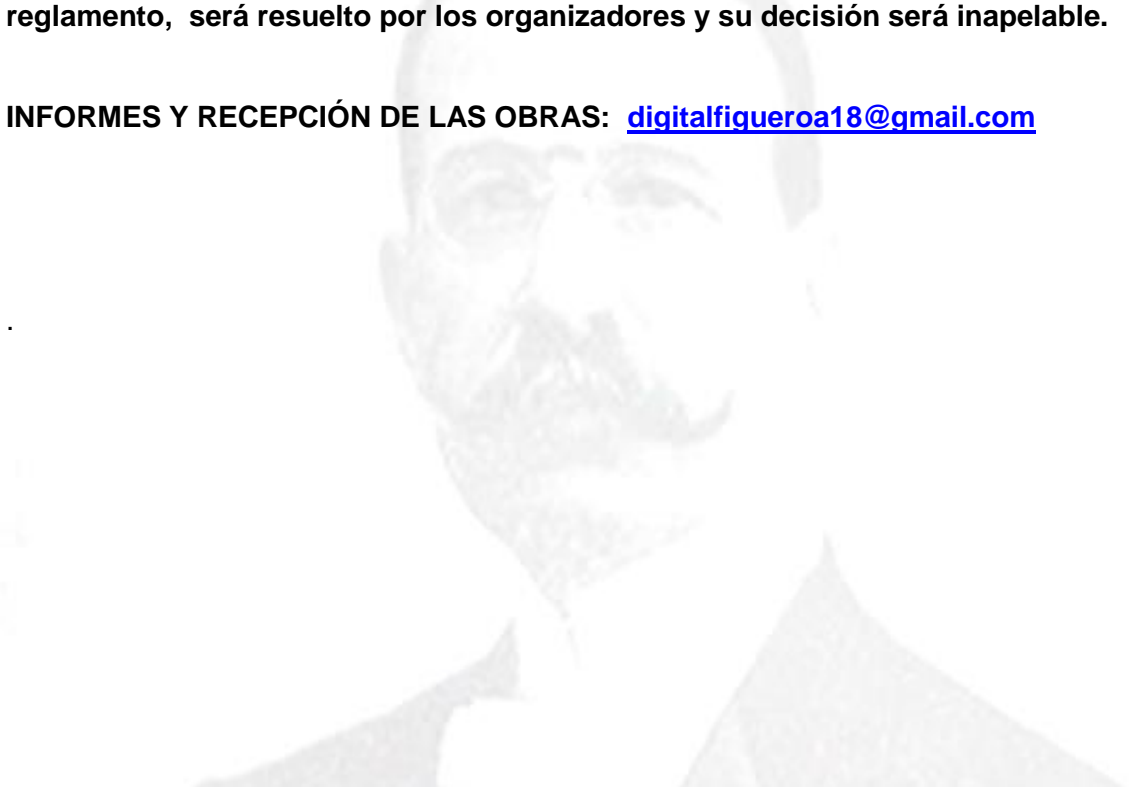 reglamento,  será resuelto por los organizadores y su decisión será inapelable.
INFORMES Y RECEPCIÓN DE LAS OBRAS:  digitalfigueroa18@gmail.com
.